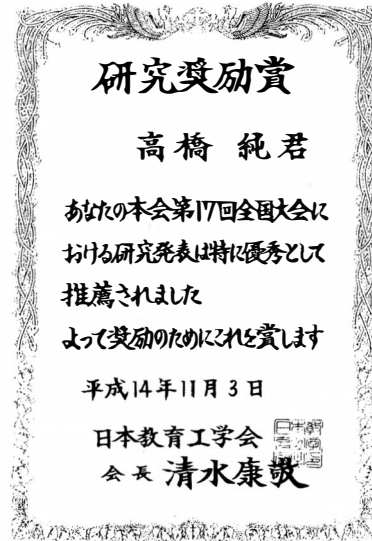 研究奨励賞
高橋 純君
あなたの本会第17回全国大会に
おける研究発表は特に優秀として
推薦されました
よって奨励のためにこれを賞します
平成14年11月3日
日本教育工学会
会長 清水康敬